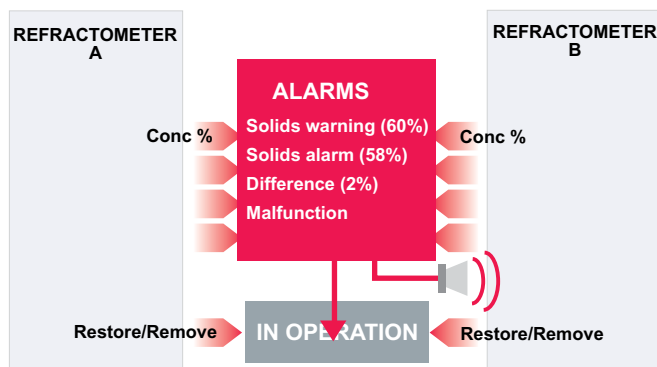 REFRACTOMETER
A
REFRACTOMETER
B
ALARMS
Solids warning (60%)
Solids alarm (58%)
Difference (2%)
Malfunction
Conc %
Conc %
Restore/Remove
IN OPERATION
Restore/Remove